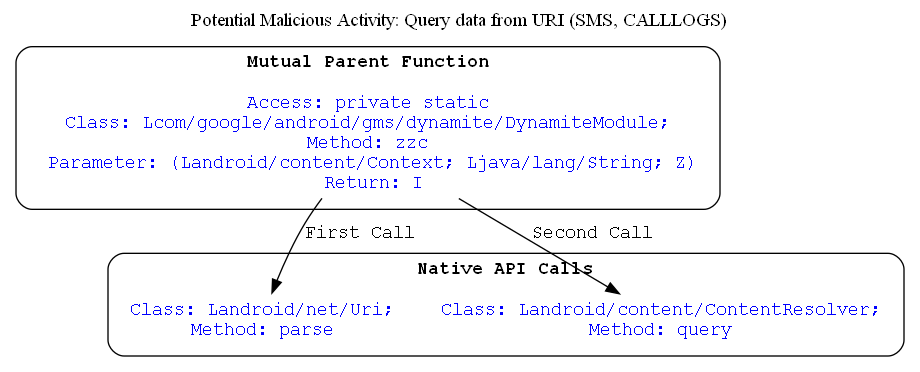 Potential Malicious Activity: Query data from URI (SMS, CALLLOGS)
Mutual Parent Function
Access: private static
Class: Lcom/google/android/gms/dynamite/DynamiteModule;
Method: zzc
Parameter: (Landroid/content/Context; Ljava/lang/String; Z)
Return: I
First Call
Second Call
Native API Calls
Class: Landroid/net/Uri;
Method: parse
Class: Landroid/content/ContentResolver;
Method: query